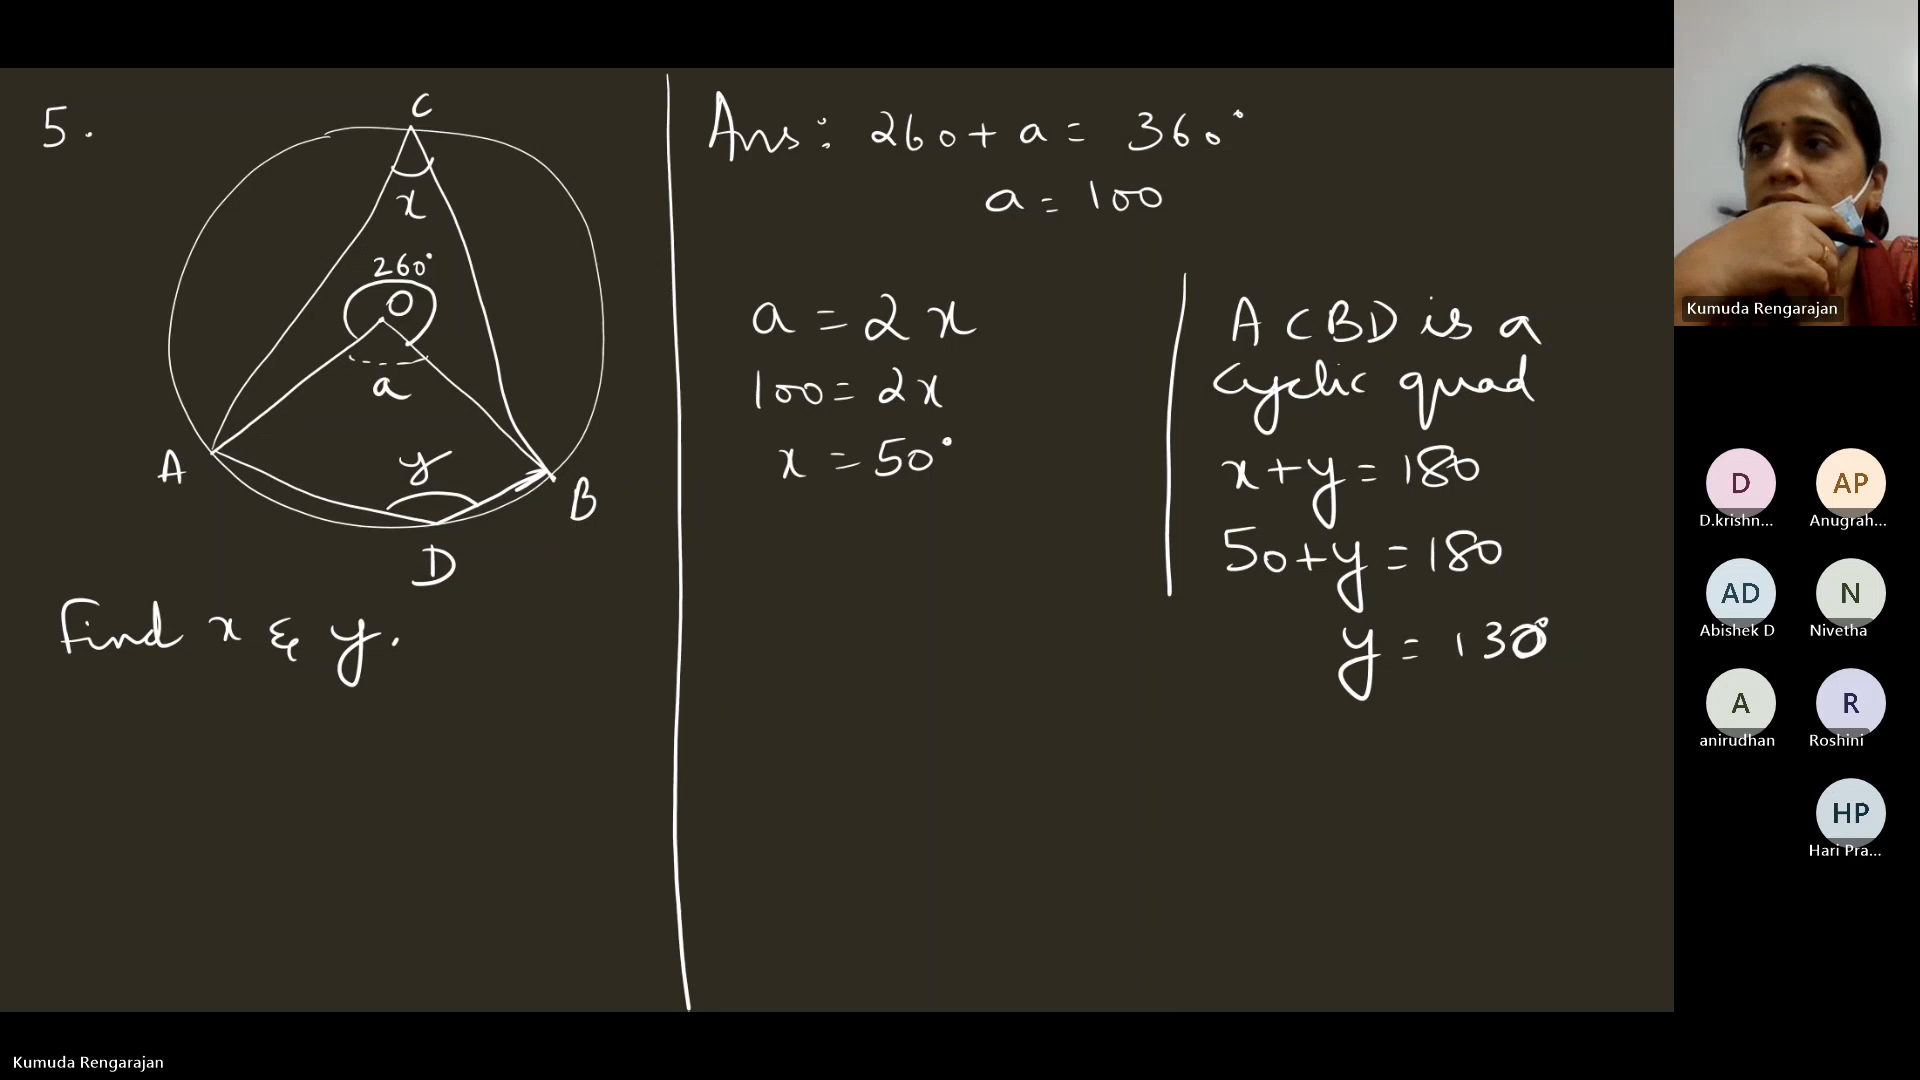 5.
C
x
260°
O
a
A
y
B
D
Find x & y.
Ans: 260 + a = 360°
a = 100
a = 2x
100 = 2x
x = 50°
ACBD is a
cyclic quad
x + y = 180
50 + y = 180
y = 130°
Kumuda Rengarajan
D
AP
D.krishn...
Anugrah...
AD
N
Abishek D
Nivetha
A
R
anirudhan
Roshini
HP
Hari Pra...
Kumuda Rengarajan